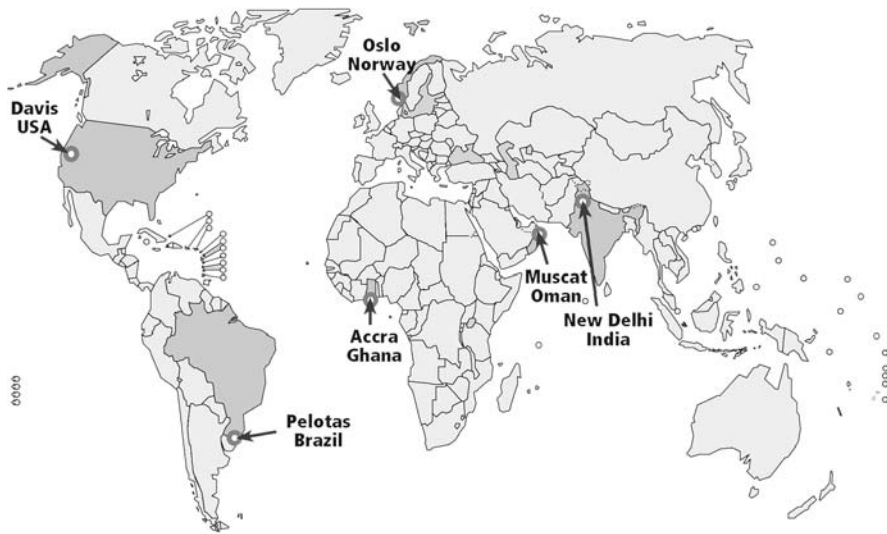 Oslo
Norway
Davis
USA
Muscat
Oman
New Delhi
India
Accra
Ghana
Pelotas
Brazil